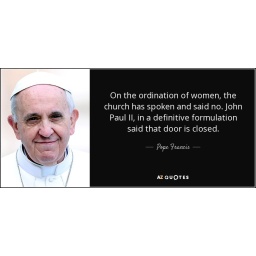 On the ordination of women, the
church has spoken and said no. John
Paul II, in a definitive formulation
said that door is closed.
— Pope Francis —
AZ QUOTES